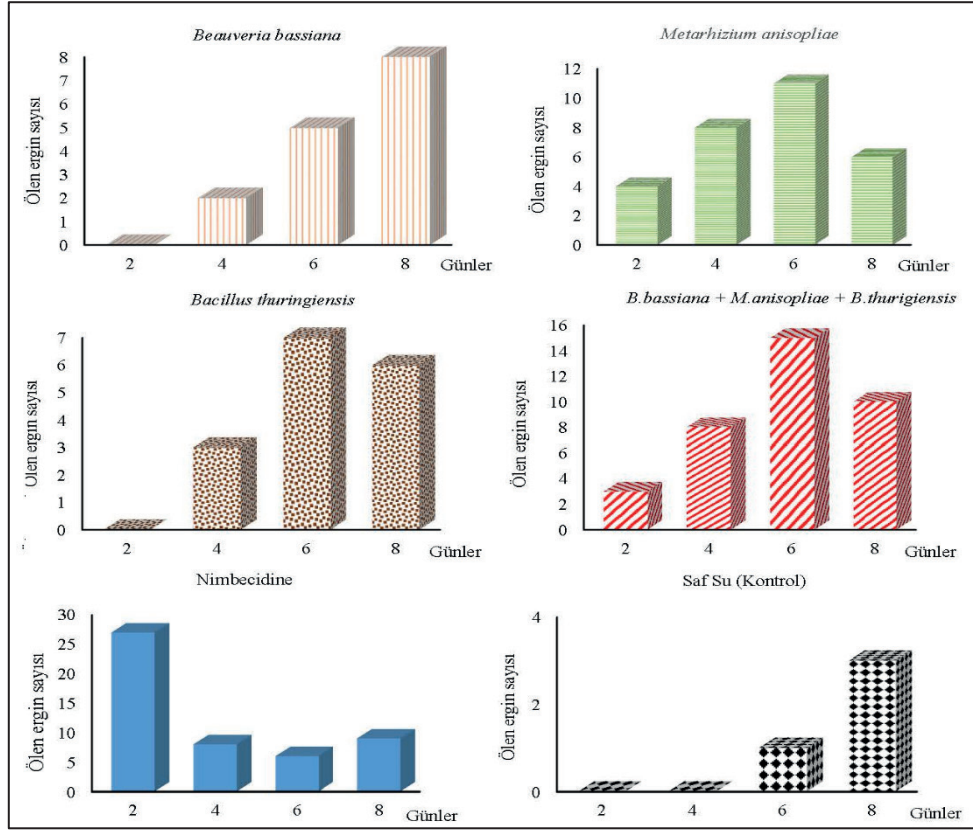 Beauveria bassiana
Ölen ergin sayısı
8
7
6
5
4
3
2
1
0
2 4 6 8 Günler
Metarhizium anisopliae
Ölen ergin sayısı
12
10
8
6
4
2
0
2 4 6 8 Günler
Bacillus thuringiensis
Ölen ergin sayısı
7
6
5
4
3
2
1
0
2 4 6 8 Günler
B.bassiana + M.anisopliae + B.thurigiensis
Ölen ergin sayısı
16
14
12
10
8
6
4
2
0
2 4 6 8 Günler
Nimbecidine
Ölen ergin sayısı
30
25
20
15
10
5
0
2 4 6 8 Günler
Saf Su (Kontrol)
Ölen ergin sayısı
4
2
0
2 4 6 8 Günler